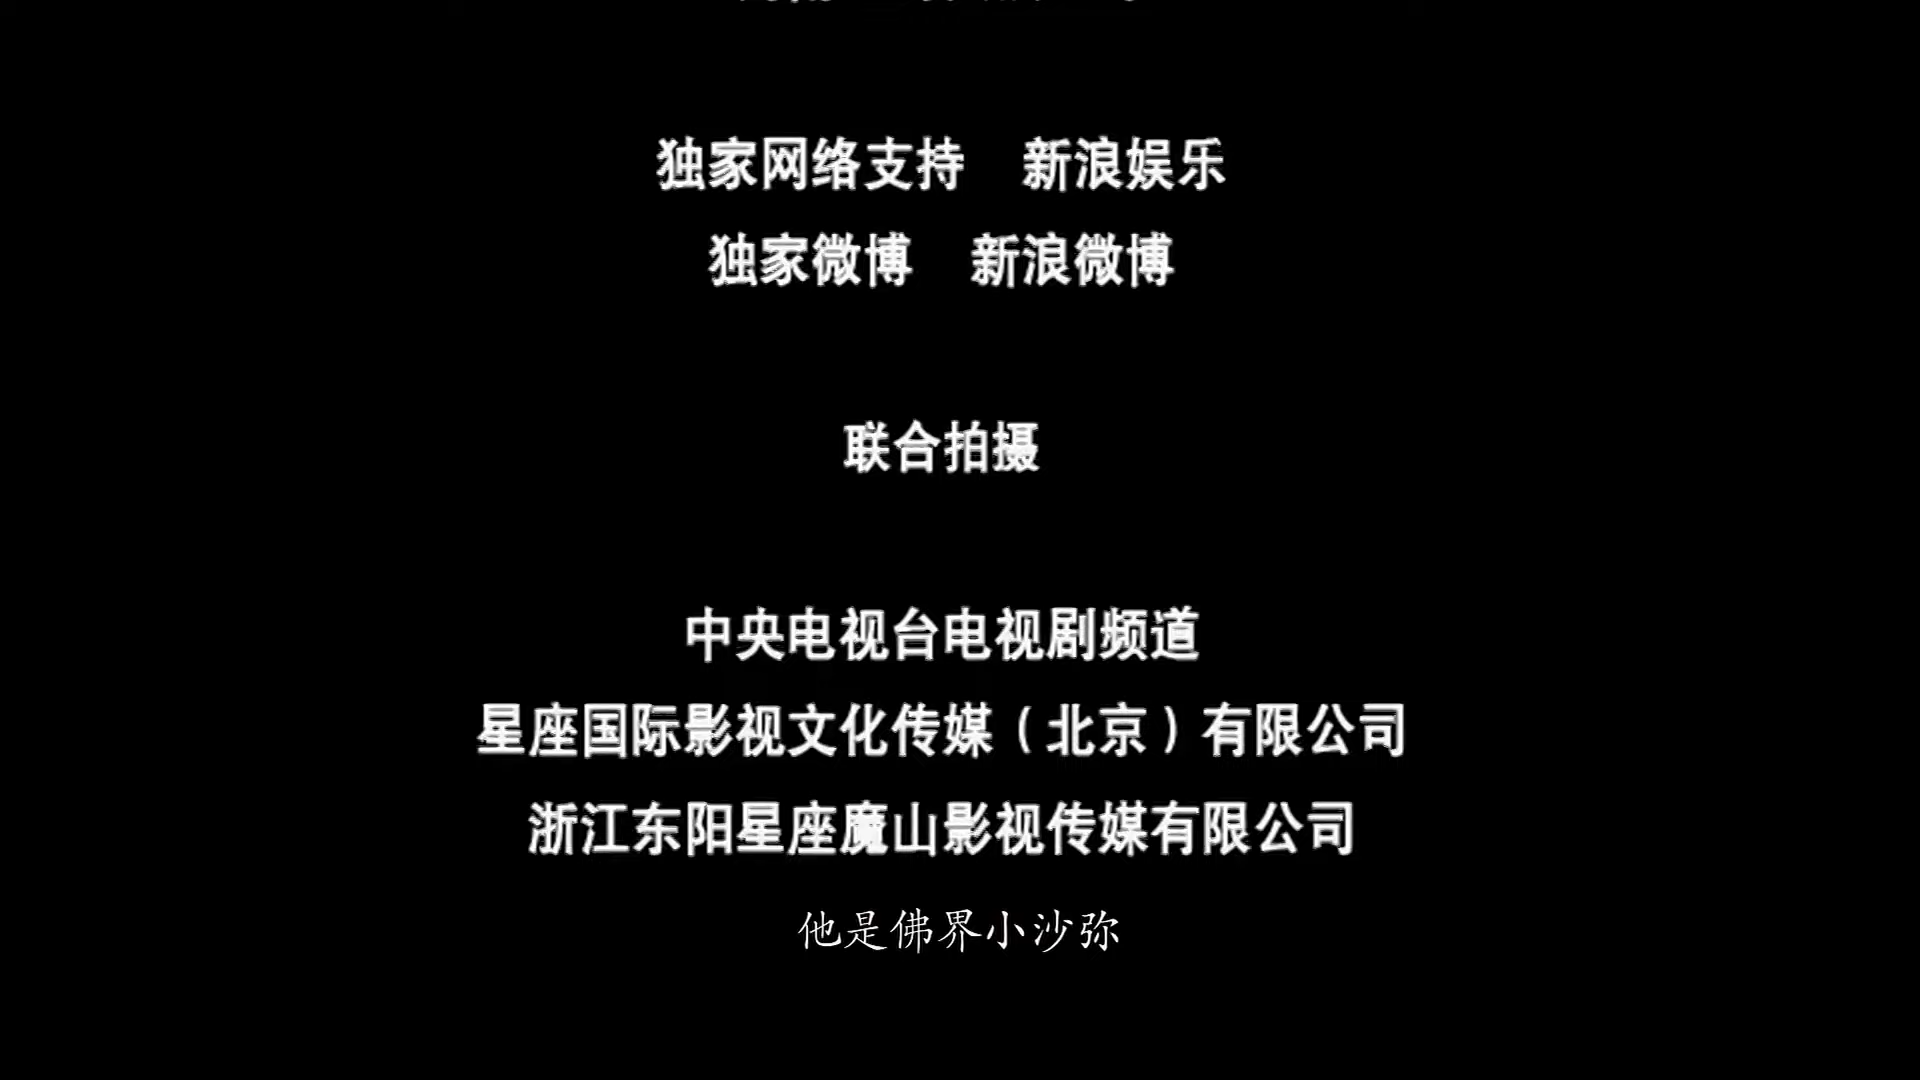 独家网络支持 新浪娱乐
独家微博 新浪微博
联合拍摄
中央电视台电视剧频道
星座国际影视文化传媒（北京）有限公司
浙江东阳星座魔山影视传媒有限公司
他是佛界小沙弥